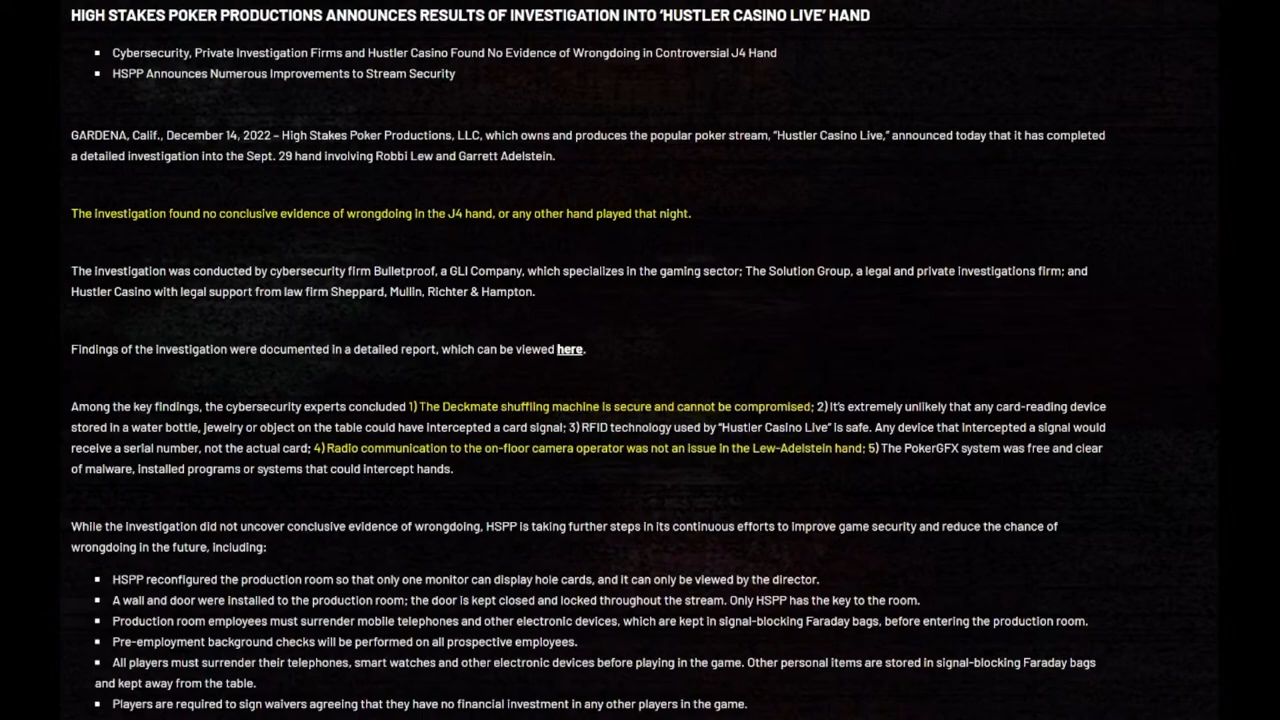 HIGH STAKES POKER PRODUCTIONS ANNOUNCES RESULTS OF INVESTIGATION INTO 'HUSTLER CASINO LIVE' HAND
▪ Cybersecurity, Private Investigation Firms and Hustler Casino Found No Evidence of Wrongdoing in Controversial J4 Hand
▪ HSPP Announces Numerous Improvements to Stream Security
GARDENA, Calif., December 14, 2022 – High Stakes Poker Productions, LLC, which owns and produces the popular poker stream, "Hustler Casino Live," announced today that it has completed
a detailed investigation into the Sept. 29 hand involving Robbi Lew and Garrett Adelstein.
The investigation found no conclusive evidence of wrongdoing in the J4 hand, or any other hand played that night.
The investigation was conducted by cybersecurity firm Bulletproof, a GLI Company, which specializes in the gaming sector; The Solution Group, a legal and private investigations firm; and
Hustler Casino with legal support from law firm Sheppard, Mullin, Richter & Hampton.
Findings of the investigation were documented in a detailed report, which can be viewed here.
Among the key findings, the cybersecurity experts concluded 1) The Deckmate shuffling machine is secure and cannot be compromised; 2) It's extremely unlikely that any card-reading device
stored in a water bottle, jewelry or object on the table could have intercepted a card signal; 3) RFID technology used by "Hustler Casino Live" is safe. Any device that intercepted a signal would
receive a serial number, not the actual card; 4) Radio communication to the on-floor camera operator was not an issue in the Lew-Adelstein hand; 5) The PokerGFX system was free and clear
of malware, installed programs or systems that could intercept hands.
While the investigation did not uncover conclusive evidence of wrongdoing, HSPP is taking further steps in its continuous efforts to improve game security and reduce the chance of
wrongdoing in the future, including:
▪ HSPP reconfigured the production room so that only one monitor can display hole cards, and it can only be viewed by the director.
▪ A wall and door were installed to the production room; the door is kept closed and locked throughout the stream. Only HSPP has the key to the room.
▪ Production room employees must surrender mobile telephones and other electronic devices, which are kept in signal-blocking Faraday bags, before entering the production room.
▪ Pre-employment background checks will be performed on all prospective employees.
▪ All players must surrender their telephones, smart watches and other electronic devices before playing in the game. Other personal items are stored in signal-blocking Faraday bags
and kept away from the table.
▪ Players are required to sign waivers agreeing that they have no financial investment in any other players in the game.